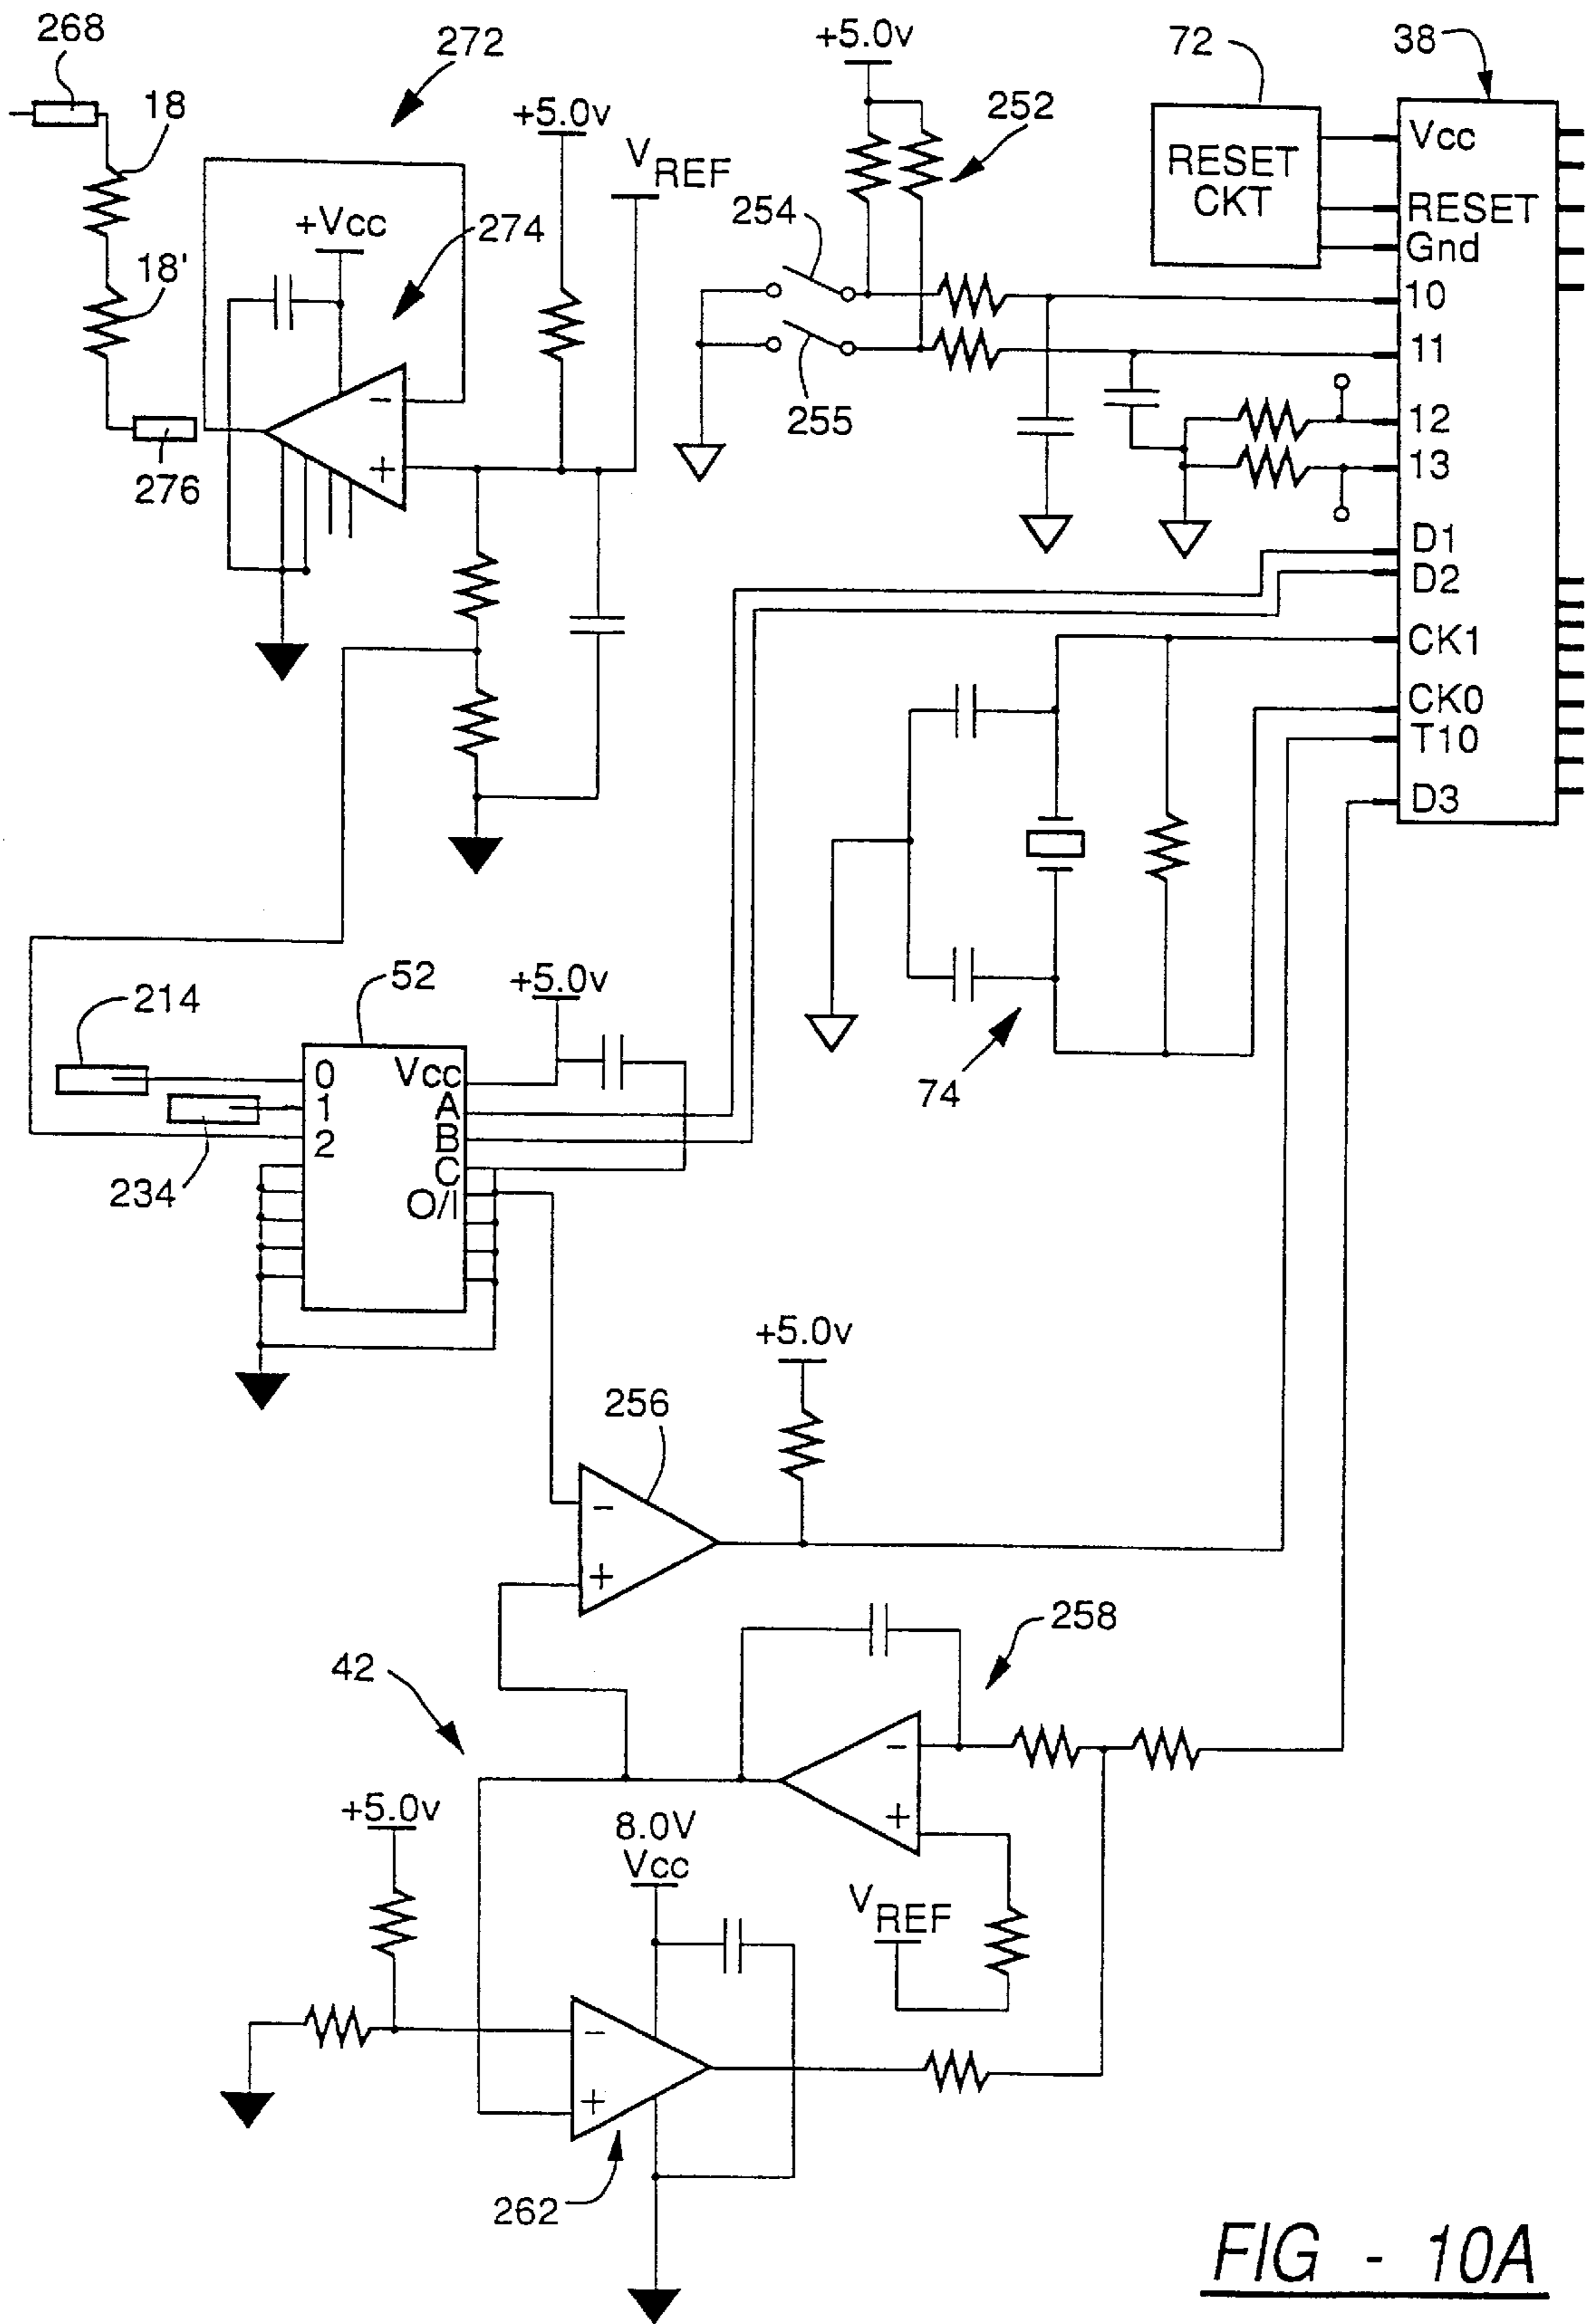 268
272
+5.0v
72
38
18
+5.0v
VREF
252
RESET
CKT
Vcc
RESET
Gnd
+Vcc
274
254
18'
10
11
255
12
276
-
+
13
D1
D2
CK1
CK0
T10
D3
52
+5.0v
214
0
Vcc
74
1
A
2
B
C
234
O/I
+5.0v
256
-
+
258
42
-
+
+5.0v
8.0V
Vcc
VREF
-
+
262
FIG - 10A